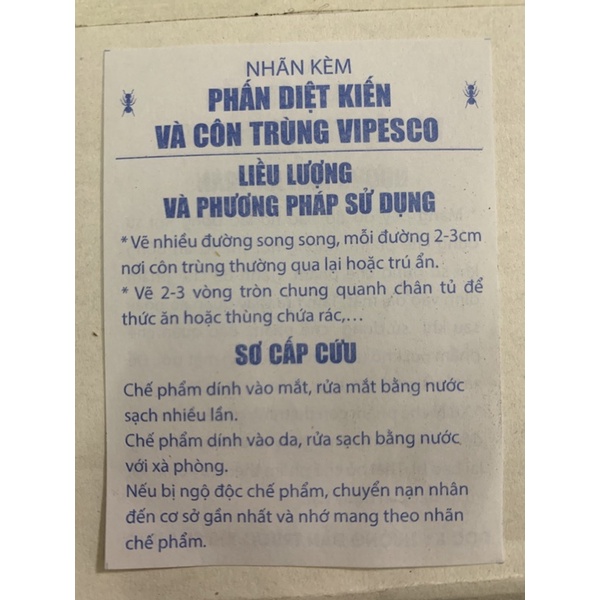 NHÃN KÈM
PHẤN DIỆT KIẾN
VÀ CÔN TRÙNG VIPESCO
LIỀU LƯỢNG
VÀ PHƯƠNG PHÁP SỬ DỤNG
* Vẽ nhiều đường song song, mỗi đường 2-3cm
nơi côn trùng thường qua lại hoặc trú ẩn.
* Vẽ 2-3 vòng tròn chung quanh chân tủ để
thức ăn hoặc thùng chứa rác,...
SƠ CẤP CỨU
Chế phẩm dính vào mắt, rửa mắt bằng nước
sạch nhiều lần.
Chế phẩm dính vào da, rửa sạch bằng nước
với xà phòng.
Nếu bị ngộ độc chế phẩm, chuyển nạn nhân
đến cơ sở gần nhất và nhớ mang theo nhãn
chế phẩm.